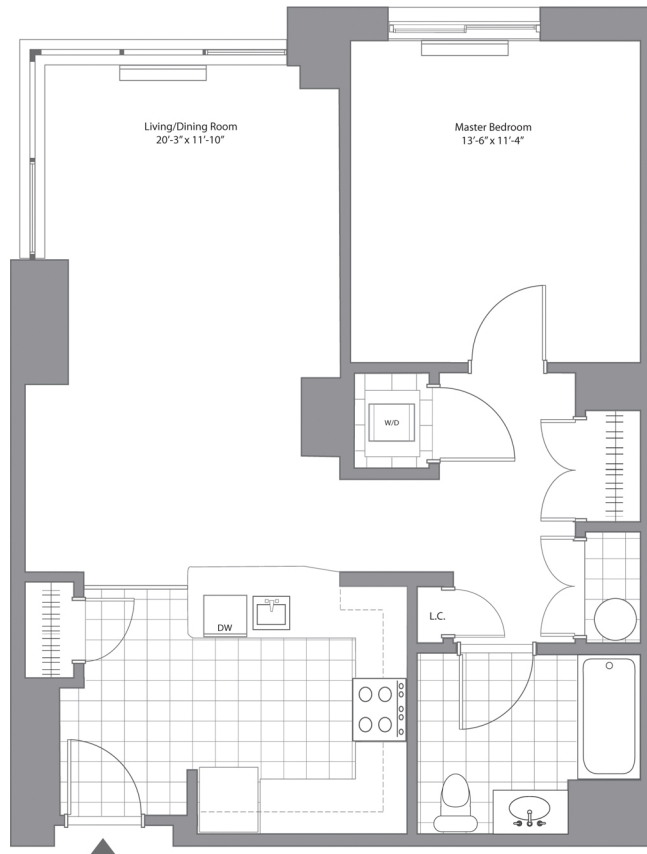 Living/Dining Room
20’-3” x 11’-10”
Master Bedroom
13’-6” x 11’-4”
W/D
L.C.
DW